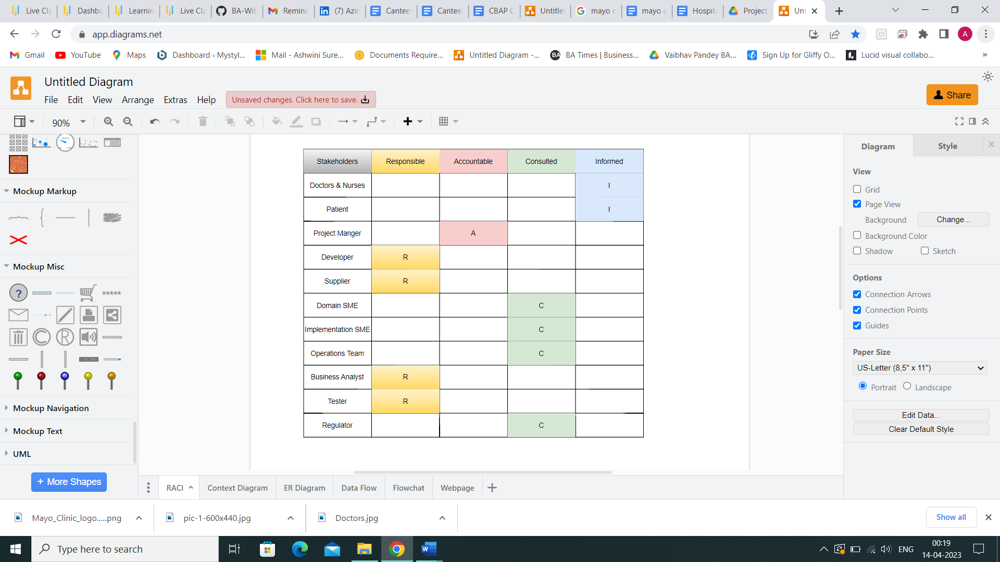 Live Cla Dashbo Learnin Live Cla BA-With Remind (7) Azin Canteen Canteen CBAP C Untitled mayo c mayo c Hospita Project Unt
app.diagrams.net A
Gmail YouTube Maps Dashboard ‹ Mystyl... Mail - Ashwini Sure... Documents Require... Untitled Diagram -... BA BA Times | Business... Vaibhav Pandey BA... Sign Up for Gliffy O... Lucid visual collabo... »
Untitled Diagram
File Edit View Arrange Extras Help Unsaved changes. Click here to save. Share
90%
Diagram Style
Stakeholders Responsible Accountable Consulted Informed
Doctors & Nurses I
Patient I
Project Manger A
Developer R
Supplier R
Domain SME C
Implementation SME C
Operations Team C
Business Analyst R
Tester R
Regulator C
Mockup Markup
Mockup Misc
?
C R
Mockup Navigation
Mockup Text
UML
+ More Shapes
View
Grid
Page View
Background Change...
Background Color
Shadow Sketch
Options
Connection Arrows
Connection Points
Guides
Paper Size
US-Letter (8,5" x 11")
Portrait Landscape
Edit Data...
Clear Default Style
RACI Context Diagram ER Diagram Data Flow Flowchat Webpage
Mayo_Clinic_logo.....png pic-1-600x440.jpg Doctors.jpg Show all
Type here to search W ENG 00:19
14-04-2023